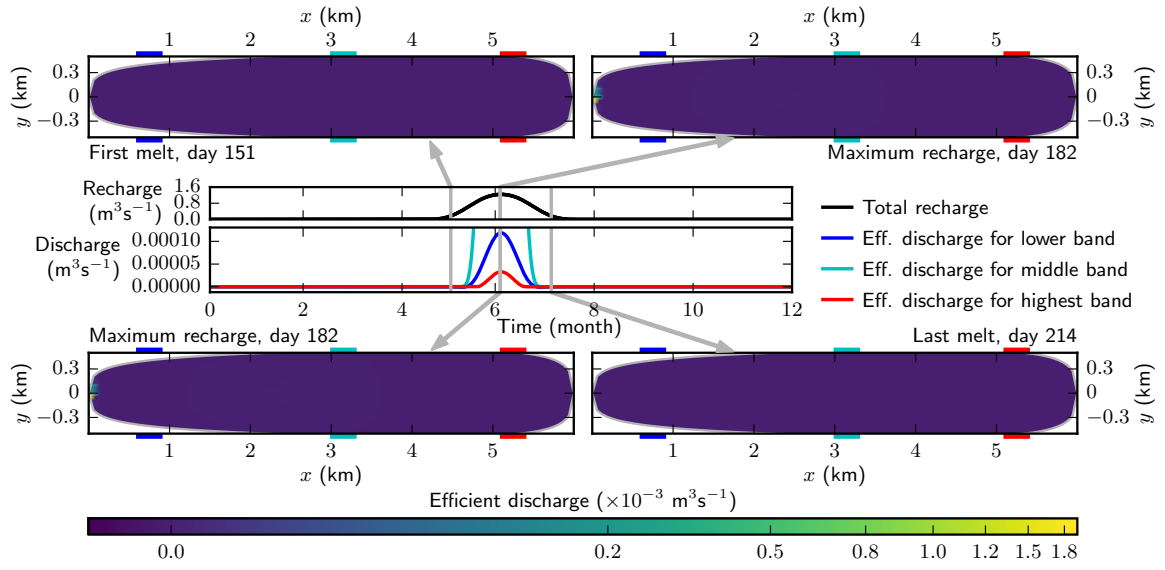 x (km)
x (km)
1 2 3 4 5
1 2 3 4 5
y (km)
0.3
0
−0.3
0.3
0
−0.3
y (km)
First melt, day 151
Maximum recharge, day 182
Recharge
(m³s⁻¹)
1.6
0.8
0.0
Discharge
(m³s⁻¹)
0.00010
0.00005
0.00000
0 2 4 6 8 10 12
Time (month)
Total recharge
Eff. discharge for lower band
Eff. discharge for middle band
Eff. discharge for highest band
Maximum recharge, day 182
Last melt, day 214
y (km)
0.3
0
−0.3
0.3
0
−0.3
y (km)
1 2 3 4 5
1 2 3 4 5
x (km)
x (km)
Efficient discharge (×10⁻³ m³s⁻¹)
0.0 0.2 0.5 0.8 1.0 1.2 1.5 1.8